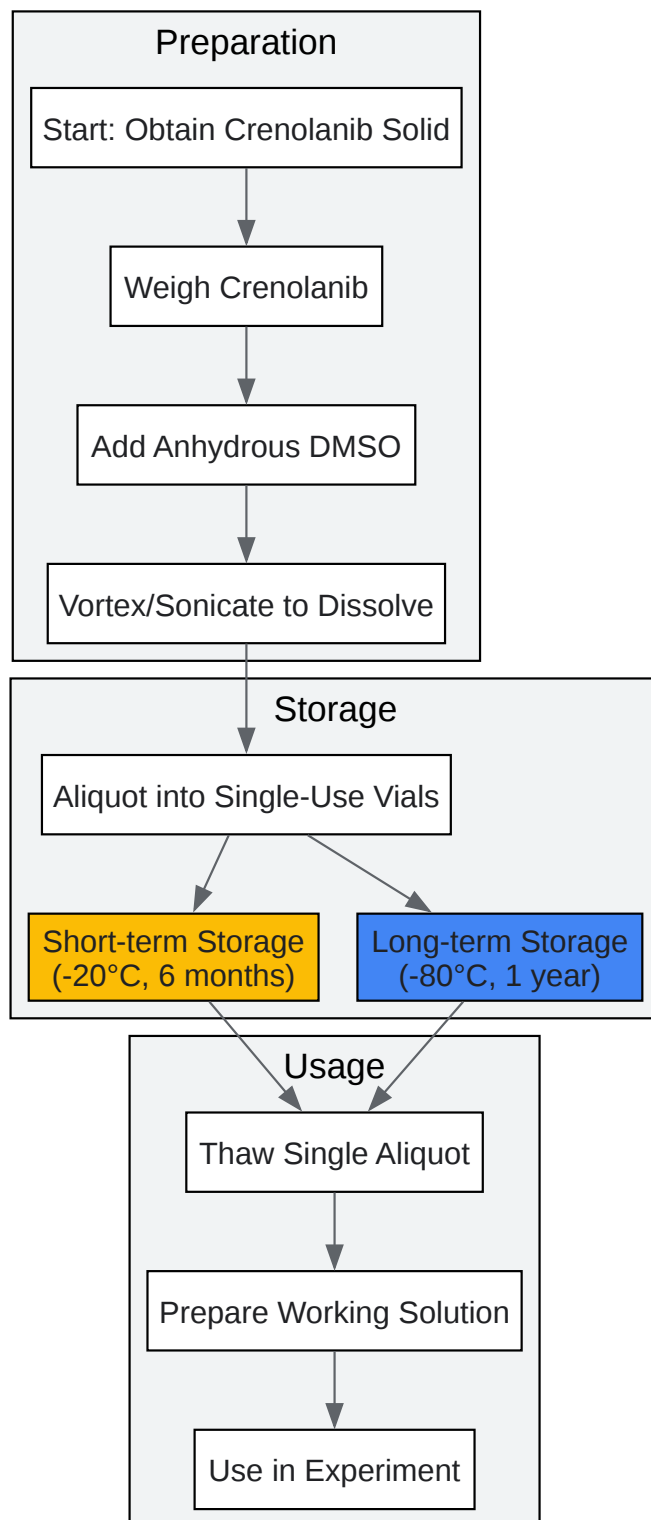 Preparation
Start: Obtain Crenolanib Solid
Weigh Crenolanib
Add Anhydrous DMSO
Vortex/Sonicate to Dissolve
Storage
Aliquot into Single-Use Vials
Short-term Storage
(-20°C, 6 months)
Long-term Storage
(-80°C, 1 year)
Usage
Thaw Single Aliquot
Prepare Working Solution
Use in Experiment